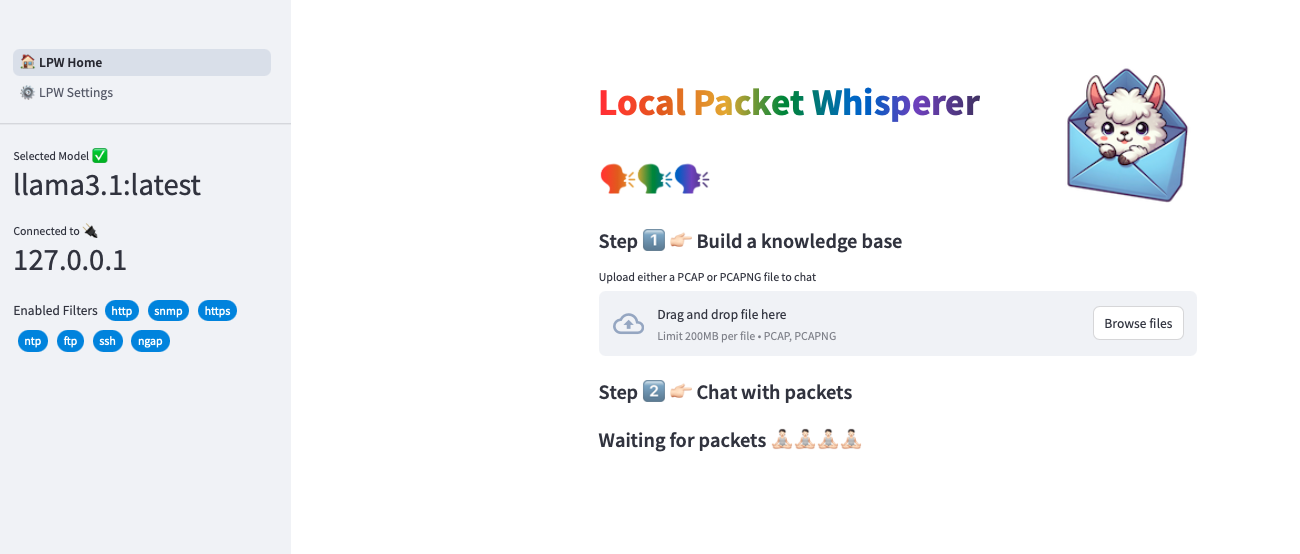 🏠 LPW Home
⚙️ LPW Settings
Selected Model ✅
llama3.1:latest
Connected to 🔌
127.0.0.1
Enabled Filters http snmp https
ntp ftp ssh ngap
Local Packet Whisperer
🗣️🗣️🗣️
Step 1️⃣ 👉🏻 Build a knowledge base
Upload either a PCAP or PCAPNG file to chat
Drag and drop file here
Limit 200MB per file • PCAP, PCAPNG
Browse files
Step 2️⃣ 👉🏻 Chat with packets
Waiting for packets 🧘🏻🧘🏻🧘🏻🧘🏻